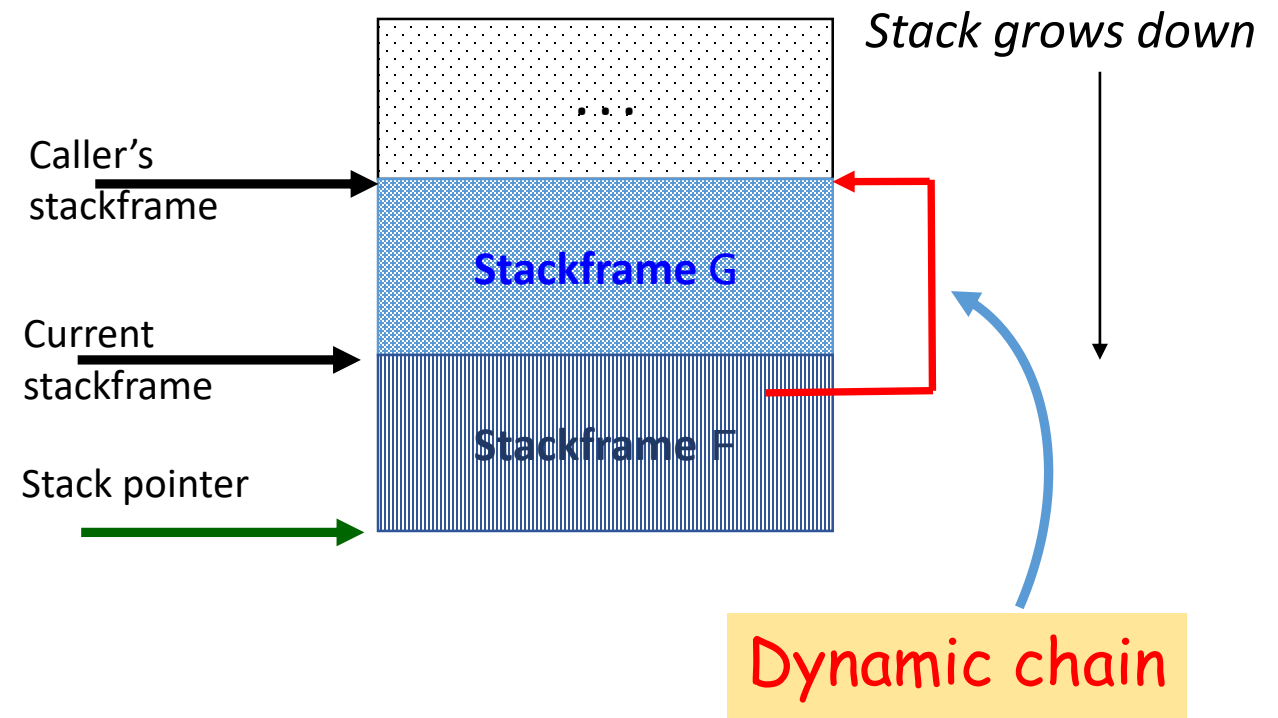 Stack grows down
...
Caller’s
stackframe
Stackframe G
Current
stackframe
Stackframe F
Stack pointer
Dynamic chain